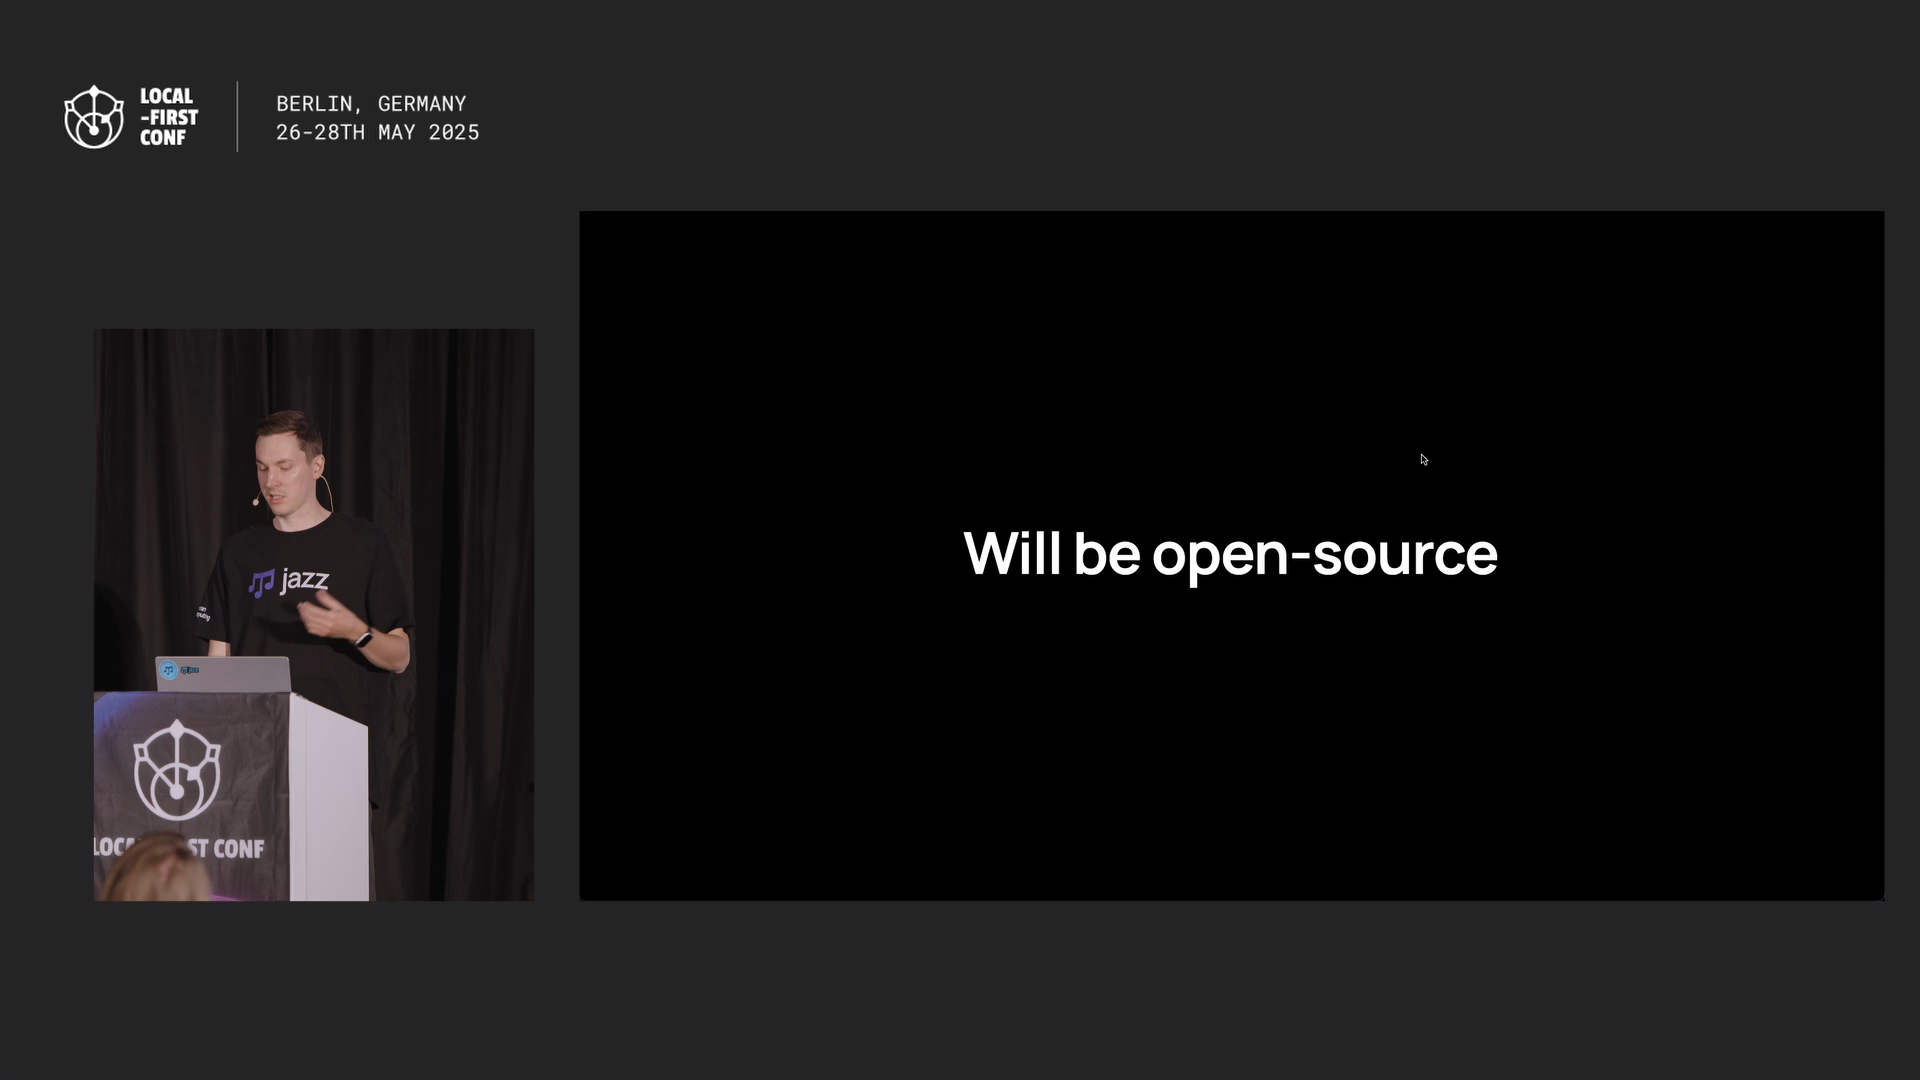 LOCAL
-FIRST
CONF
BERLIN, GERMANY
26-28TH MAY 2025
Will be open-source
jazz
ST CONF